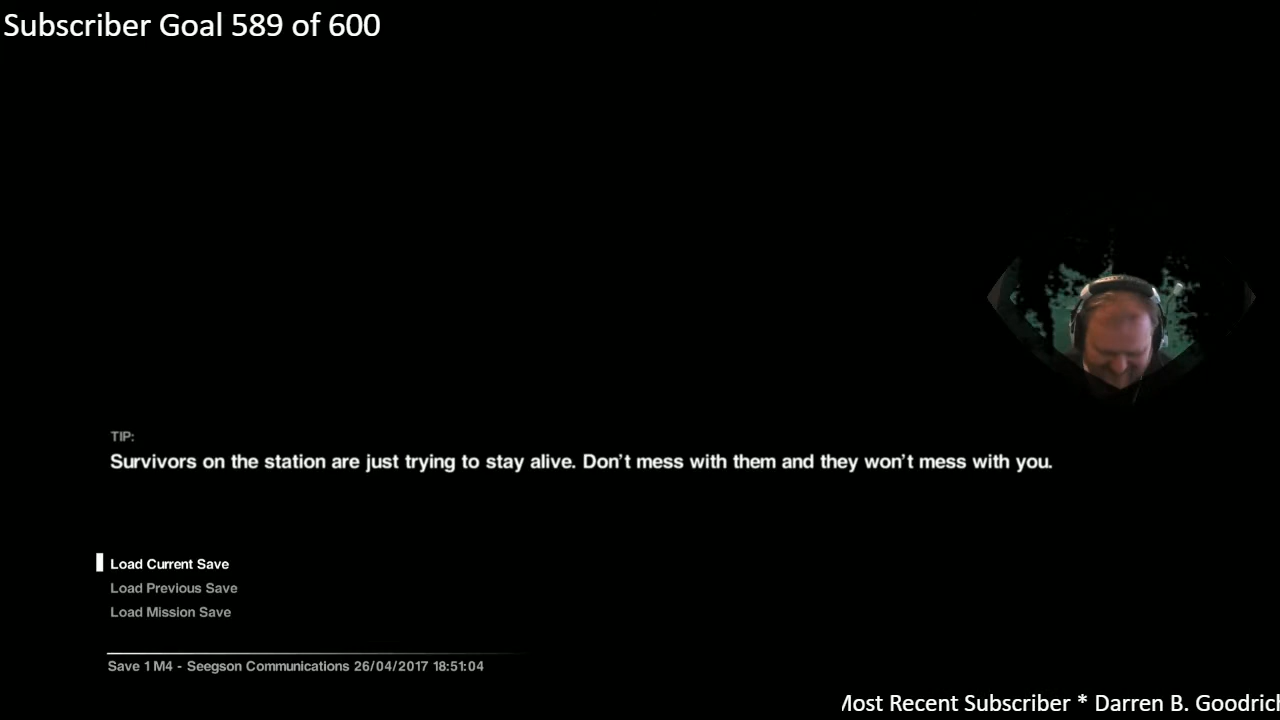 Subscriber Goal 589 of 600
TIP:
Survivors on the station are just trying to stay alive. Don't mess with them and they won't mess with you.
Load Current Save
Load Previous Save
Load Mission Save
Save 1 M4 - Seegson Communications 26/04/2017 18:51:04
Most Recent Subscriber * Darren B. Goodrich